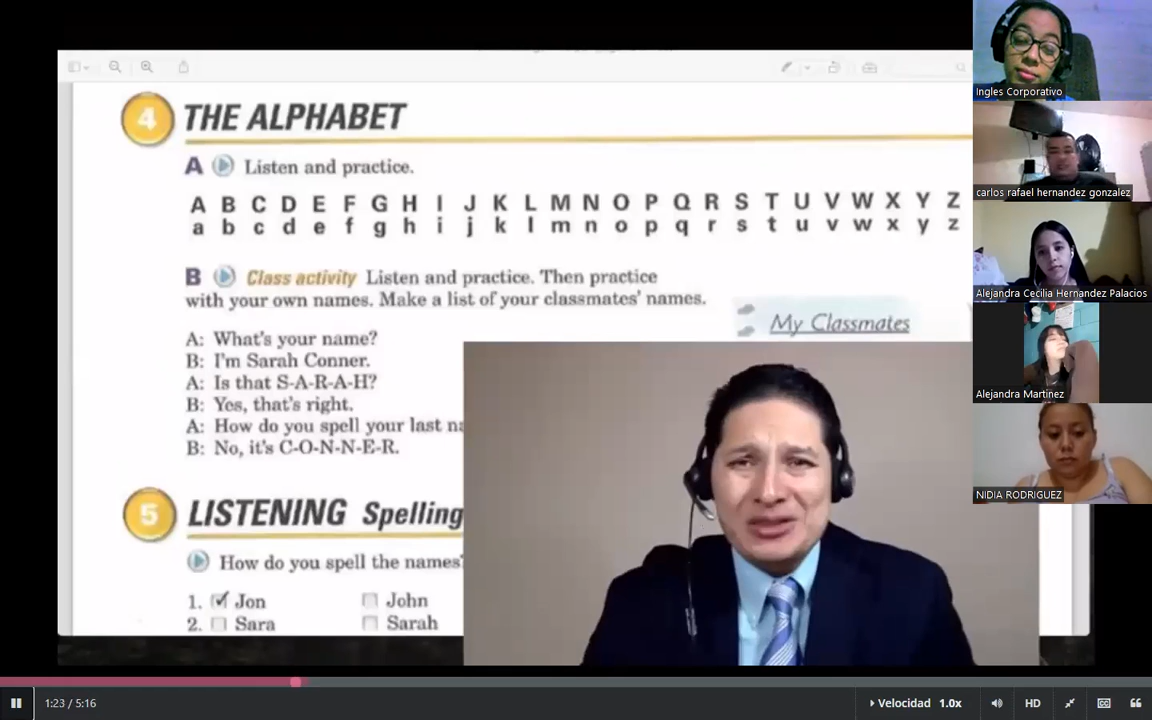 4 THE ALPHABET
A Listen and practice.
A B C D E F G H I J K L M N O P Q R S T U V W X Y Z
a b c d e f g h i j k l m n o p q r s t u v w x y z
B Class activity Listen and practice. Then practice
with your own names. Make a list of your classmates' names.
My Classmates
A: What's your name?
B: I'm Sarah Conner.
A: Is that S-A-R-A-H?
B: Yes, that's right.
A: How do you spell your last
B: No, it's C-O-N-N-E-R.
5 LISTENING Spelling
How do you spell the names
1. Jon John
2. Sara Sarah
Ingles Corporativo
carlos rafael hernandez gonzalez
Alejandra Cecilia Hernandez Palacios
Alejandra Martinez
NIDIA RODRIGUEZ
1:23 / 5:16
Velocidad 1.0x
HD